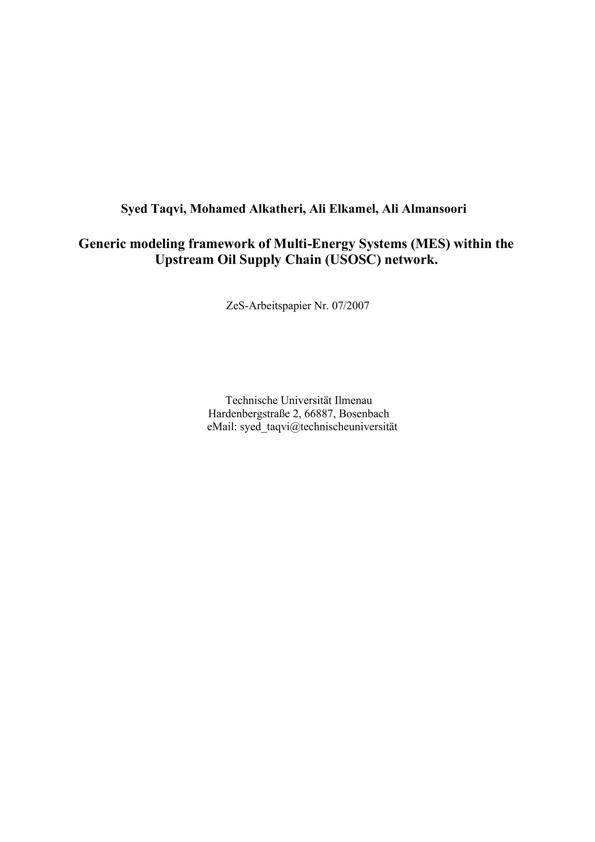 Syed Taqvi, Mohamed Alkatheri, Ali Elkamel, Ali Almansoori
Generic modeling framework of Multi-Energy Systems (MES) within the
Upstream Oil Supply Chain (USOSC) network.
ZeS-Arbeitspapier Nr. 07/2007
Technische Universität Ilmenau
Hardenbergstraße 2, 66887, Bosenbach
eMail: syed_taqvi@technischeuniversität